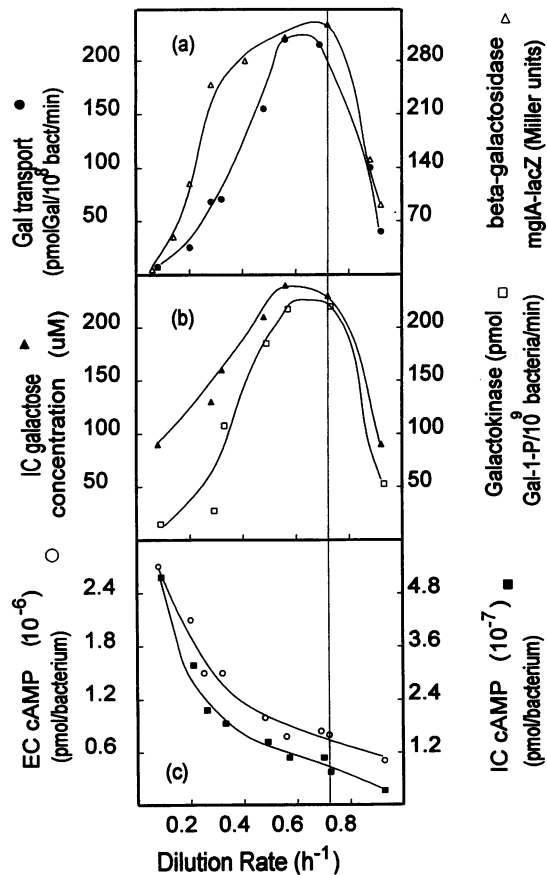 (a)
200
150
100
50
Gal transport ●
(pmolGal/10⁸ bact/min)
280
210
140
70
beta-galactosidase △
mglA-lacZ (Miller units)
(b)
200
150
100
50
IC galactose ▲
concentration (uM)
200
150
100
50
Galactokinase (pmol □
Gal-1-P/10⁹ bacteria/min)
2.4
1.8
1.2
0.6
(c)
EC cAMP (10⁻⁶) ○
(pmol/bacterium)
4.8
3.6
2.4
1.2
IC cAMP (10⁻⁷) ■
(pmol/bacterium)
0.2 0.4 0.6 0.8
Dilution Rate (h⁻¹)